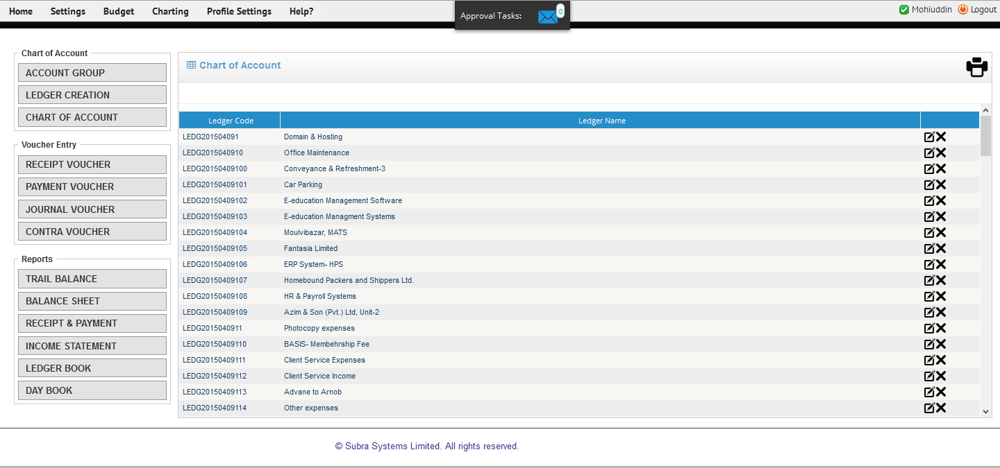 Home Settings Budget Charting Profile Settings Help?
Approval Tasks: 0
Mohiuddin Logout
Chart of Account
ACCOUNT GROUP
LEDGER CREATION
CHART OF ACCOUNT
Voucher Entry
RECEIPT VOUCHER
PAYMENT VOUCHER
JOURNAL VOUCHER
CONTRA VOUCHER
Reports
TRAIL BALANCE
BALANCE SHEET
RECEIPT & PAYMENT
INCOME STATEMENT
LEDGER BOOK
DAY BOOK
Chart of Account
Ledger Code Ledger Name
LEDG201504091 Domain & Hosting
LEDG2015040910 Office Maintenance
LEDG20150409100 Conveyance & Refreshment-3
LEDG20150409101 Car Parking
LEDG20150409102 E-education Management Software
LEDG20150409103 E-education Managment Systems
LEDG20150409104 Moulvibazar, MATS
LEDG20150409105 Fantasia Limited
LEDG20150409106 ERP System- HPS
LEDG20150409107 Homebound Packers and Shippers Ltd.
LEDG20150409108 HR & Payroll Systems
LEDG20150409109 Azim & Son (Pvt.) Ltd, Unit-2
LEDG2015040911 Photocopy expenses
LEDG20150409110 BASIS- Membehrship Fee
LEDG20150409111 Client Service Expenses
LEDG20150409112 Client Service Income
LEDG20150409113 Advane to Arnob
LEDG20150409114 Other expenses
© Subra Systems Limited. All rights reserved.